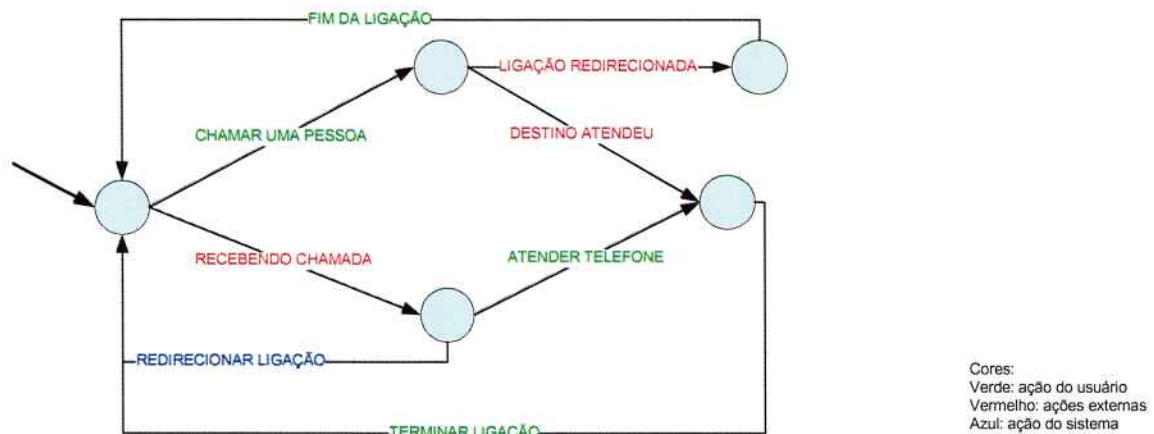 FIM DA LIGAÇÃO
LIGAÇÃO REDIRECIONADA
CHAMAR UMA PESSOA
DESTINO ATENDEU
RECEBENDO CHAMADA
ATENDER TELEFONE
REDIRECIONAR LIGAÇÃO
TERMINAR LIGAÇÃO
Cores:
Verde: ação do usuário
Vermelho: ações externas
Azul: ação do sistema